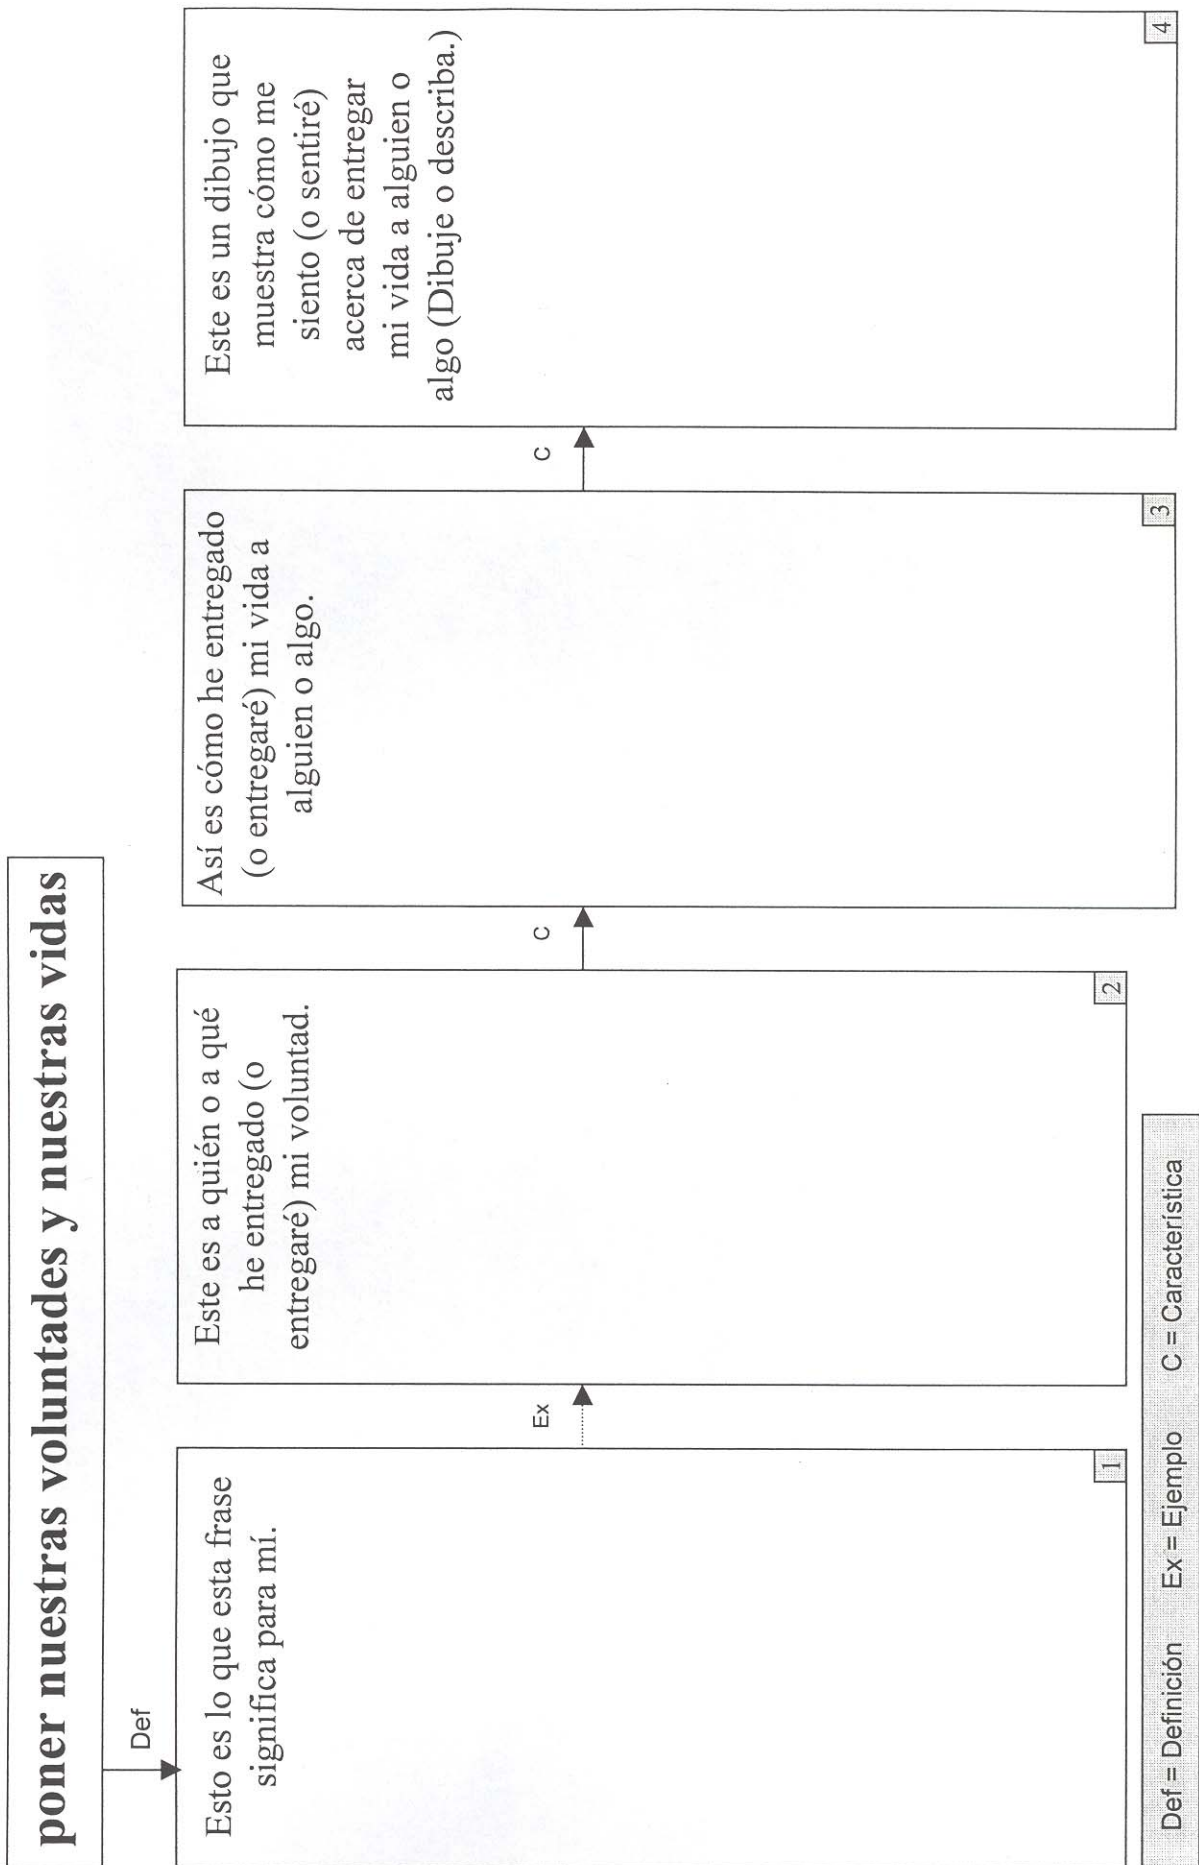 poner nuestras voluntades y nuestras vidas
Def
Esto es lo que esta frase
significa para mí.
1
Ex
Este es a quién o a qué
he entregado (o
entregaré) mi voluntad.
2
C
Así es cómo he entregado
(o entregaré) mi vida a
alguien o algo.
3
C
Este es un dibujo que
muestra cómo me
siento (o sentiré)
acerca de entregar
mi vida a alguien o
algo (Dibuje o describa.)
4
Def = Definición Ex = Ejemplo C = Característica